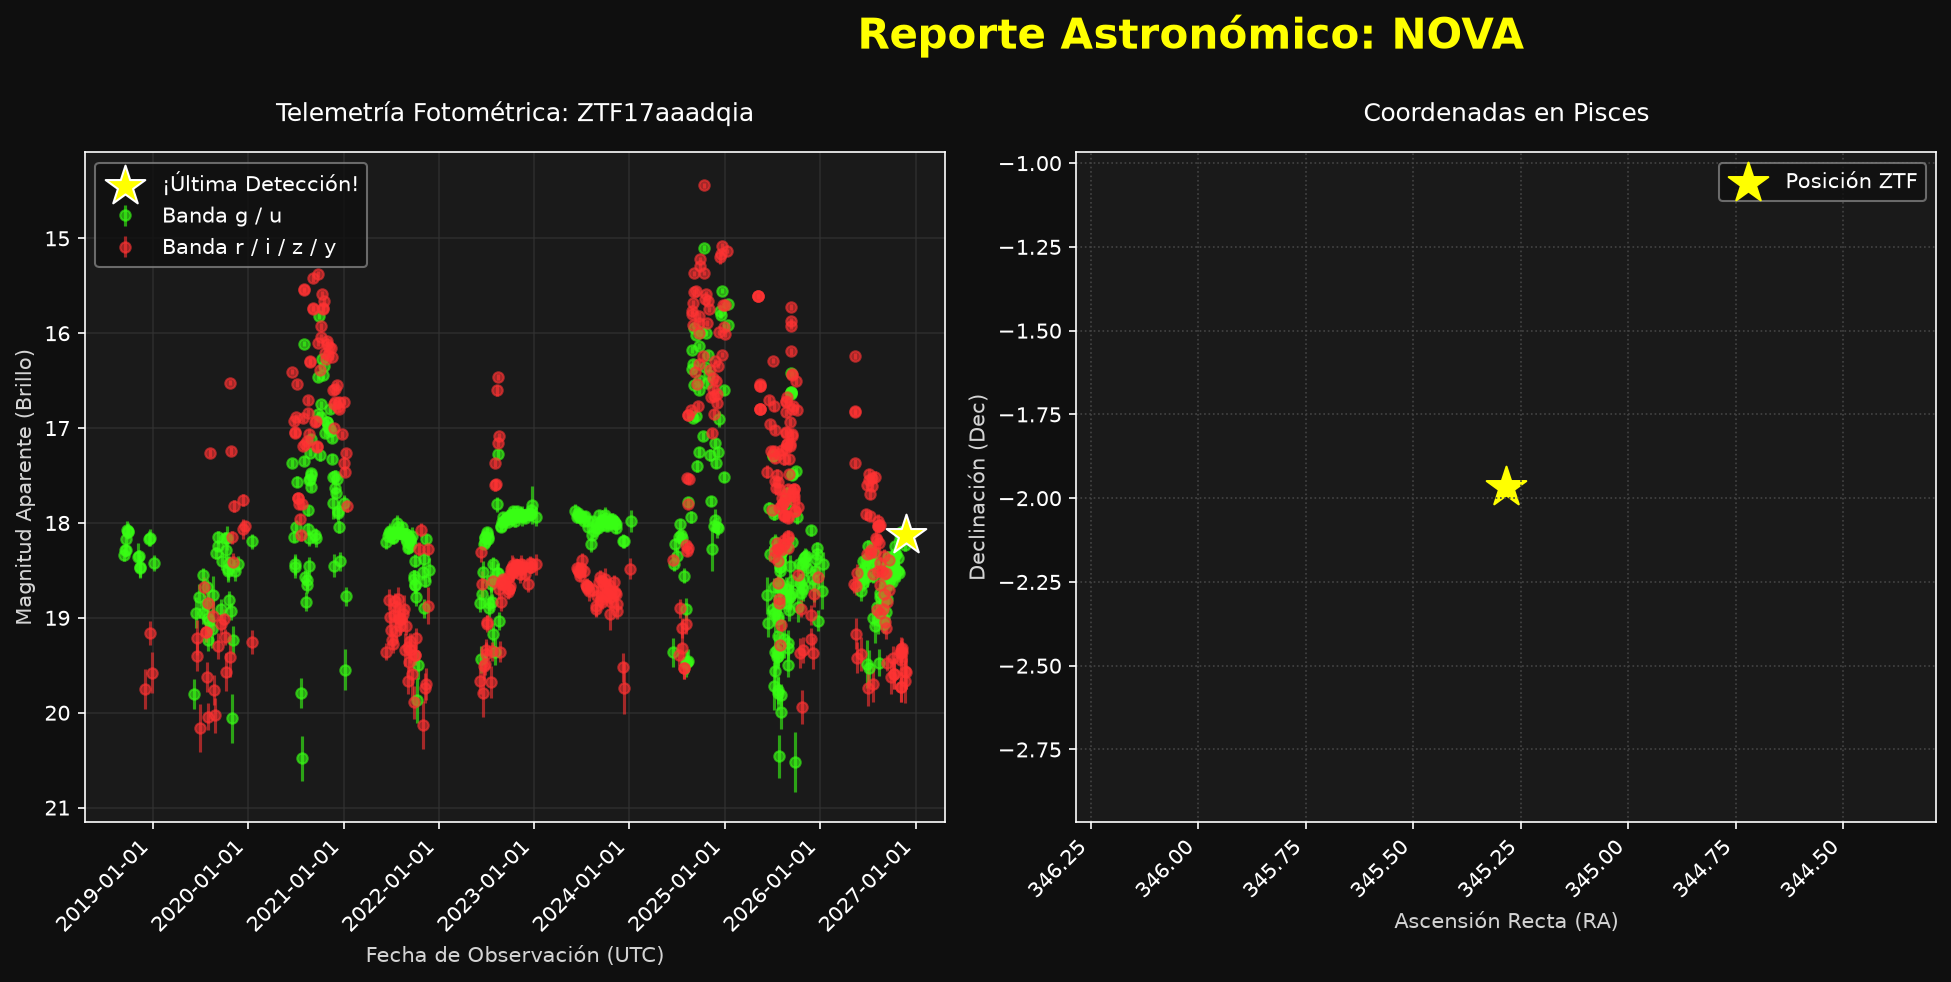 Reporte Astronómico: NOVA
Telemetría Fotométrica: ZTF17aaadqia
¡Última Detección!
Banda g / u
Banda r / i / z / y
Magnitud Aparente (Brillo)
15
16
17
18
19
20
21
2019-01-01
2020-01-01
2021-01-01
2022-01-01
2023-01-01
2024-01-01
2025-01-01
2026-01-01
2027-01-01
Fecha de Observación (UTC)
Coordenadas en Pisces
Posición ZTF
Declinación (Dec)
−1.00
−1.25
−1.50
−1.75
−2.00
−2.25
−2.50
−2.75
346.25
346.00
345.75
345.50
345.25
345.00
344.75
344.50
Ascensión Recta (RA)